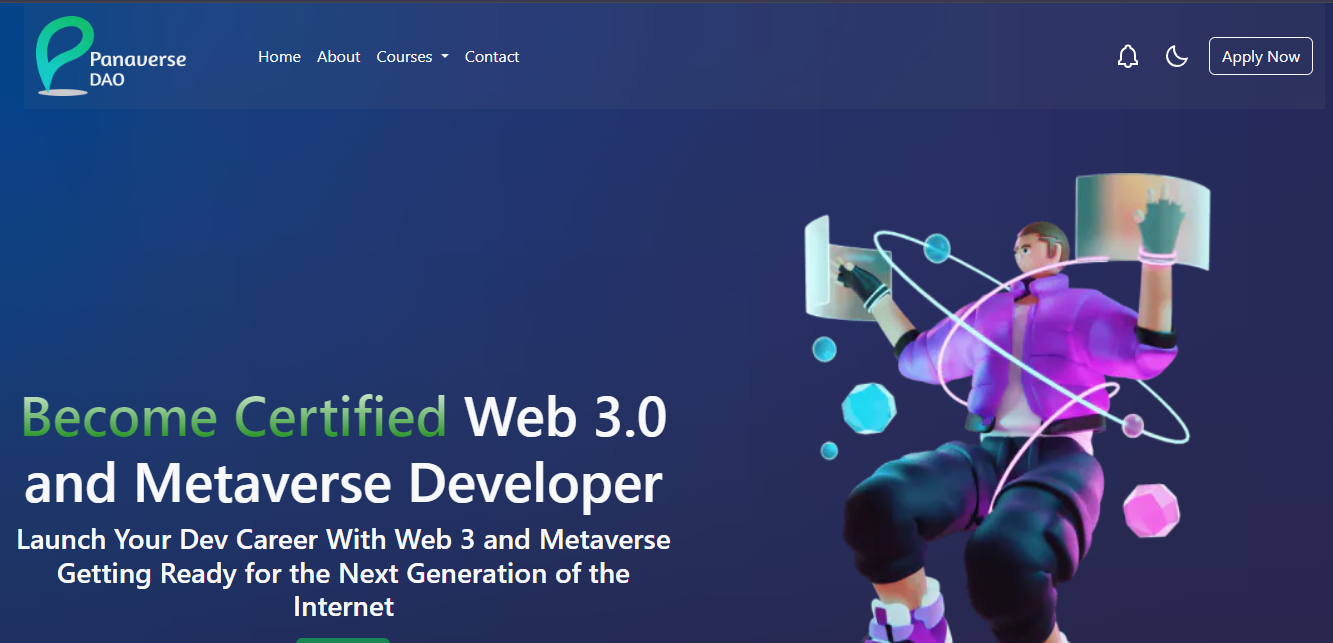 Panaverse
DAO
Home About Courses Contact
Apply Now
Become Certified Web 3.0
and Metaverse Developer
Launch Your Dev Career With Web 3 and Metaverse
Getting Ready for the Next Generation of the
Internet